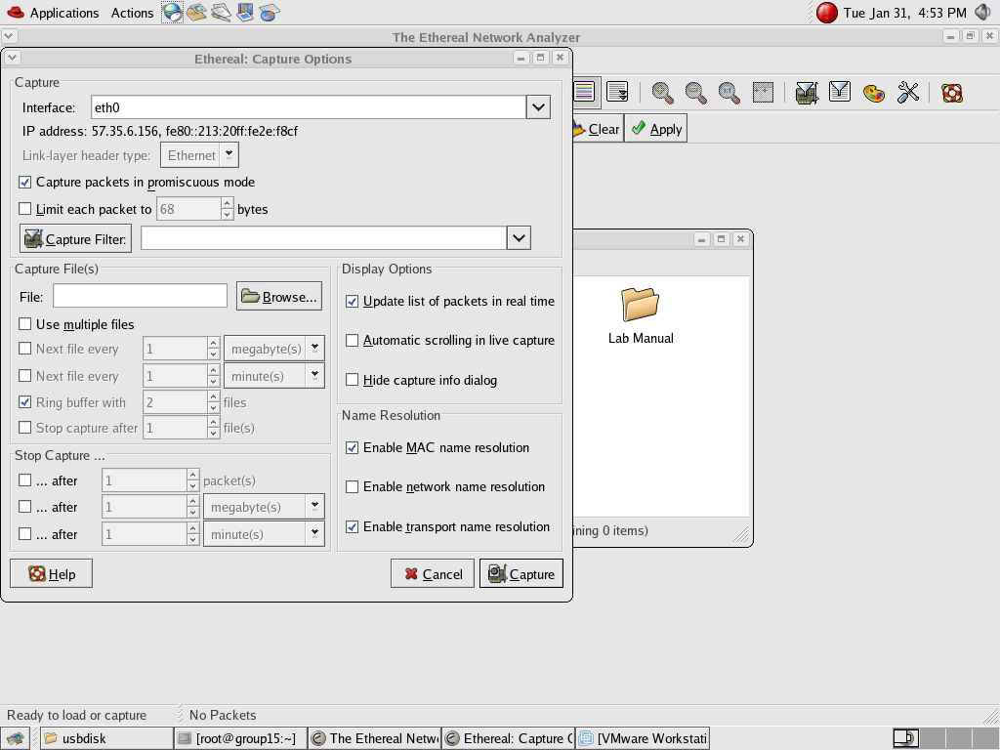 Applications Actions Tue Jan 31, 4:53 PM
The Ethereal Network Analyzer
Ethereal: Capture Options
Capture
Interface: eth0
IP address: 57.35.6.156, fe80::213:20ff:fe2e:f8cf
Link-layer header type: Ethernet
Capture packets in promiscuous mode
Limit each packet to 68 bytes
Capture Filter:
Clear Apply
Capture File(s)
File: Browse...
Use multiple files
Next file every 1 megabyte(s)
Next file every 1 minute(s)
Ring buffer with 2 files
Stop capture after 1 file(s)
Stop Capture ...
... after 1 packet(s)
... after 1 megabyte(s)
... after 1 minute(s)
Display Options
Update list of packets in real time
Automatic scrolling in live capture
Hide capture info dialog
Name Resolution
Enable MAC name resolution
Enable network name resolution
Enable transport name resolution
Help Cancel Capture
Lab Manual
ining 0 items)
Ready to load or capture No Packets
usbdisk [root@group15:~] The Ethereal Netw Ethereal: Capture O [VMware Workstati